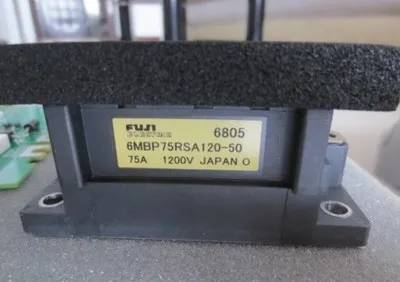 FUJI 6805
ELECTRIC
6MBP75RSA120-50
75A 1200V JAPAN O